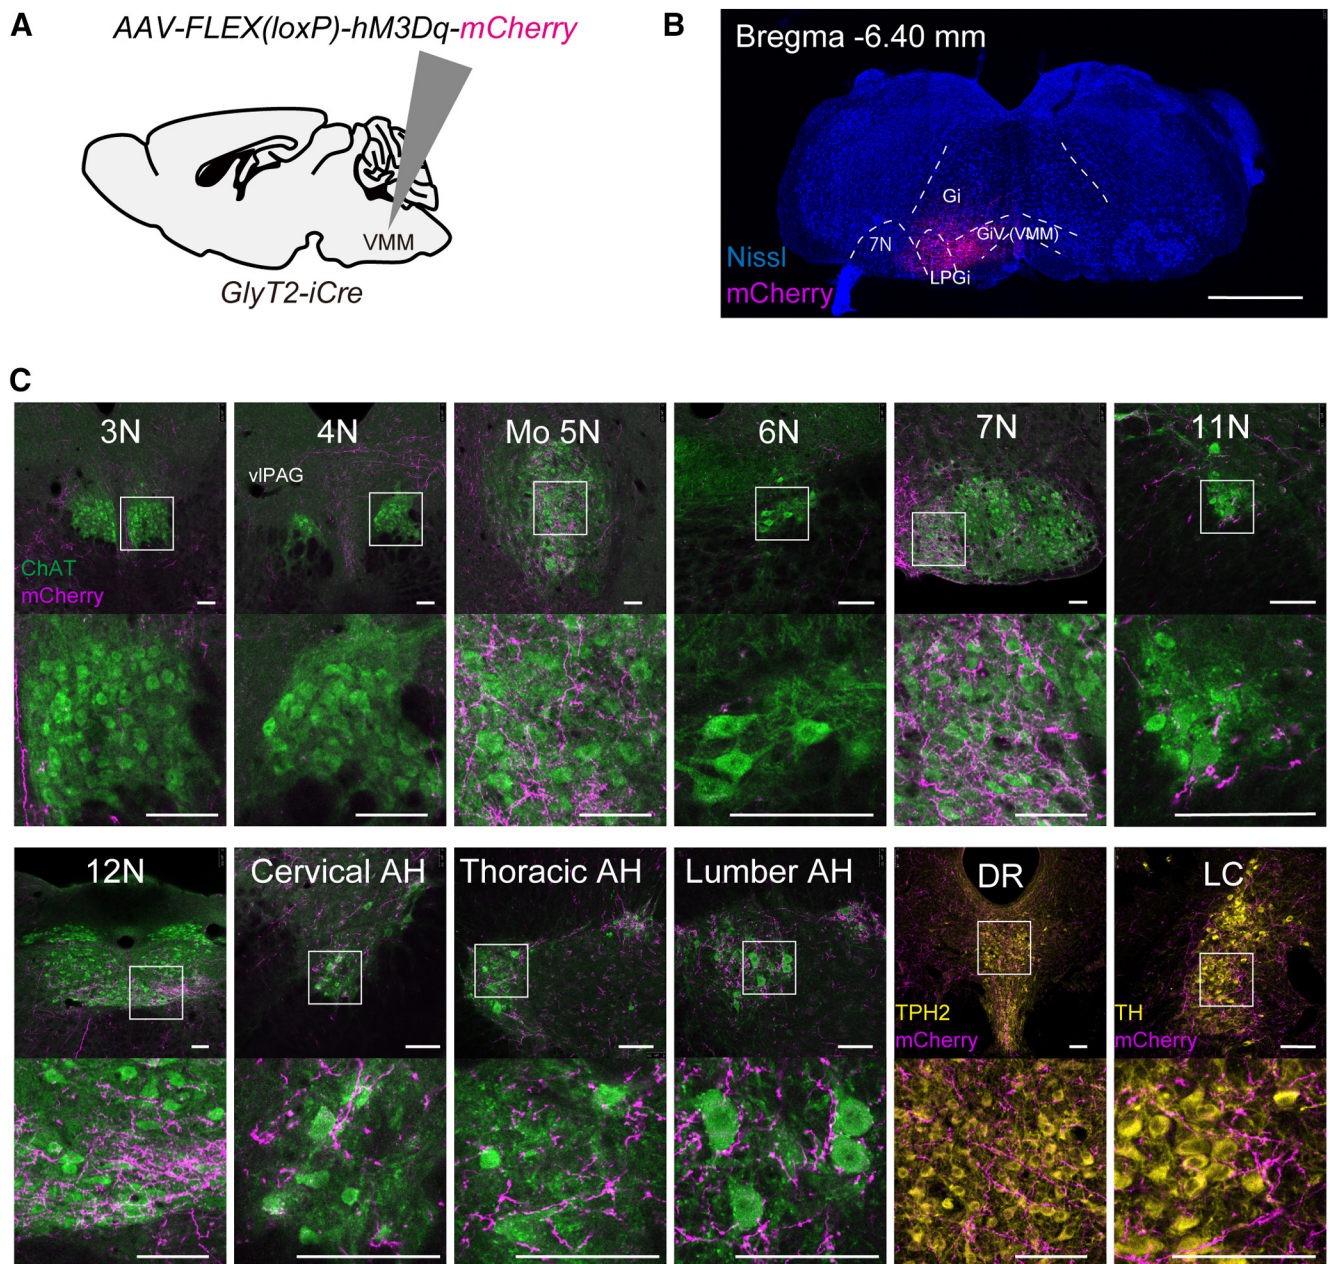 A
AAV-FLEX(loxP)-hM3Dq-mCherry
VMM
GlyT2-iCre
B
Bregma -6.40 mm
Gi
7N
GiV (VMM)
LPGi
Nissl
mCherry
C
3N
ChAT
mCherry
4N
vlPAG
Mo 5N
6N
7N
11N
12N
Cervical AH
Thoracic AH
Lumber AH
DR
TPH2
mCherry
LC
TH
mCherry